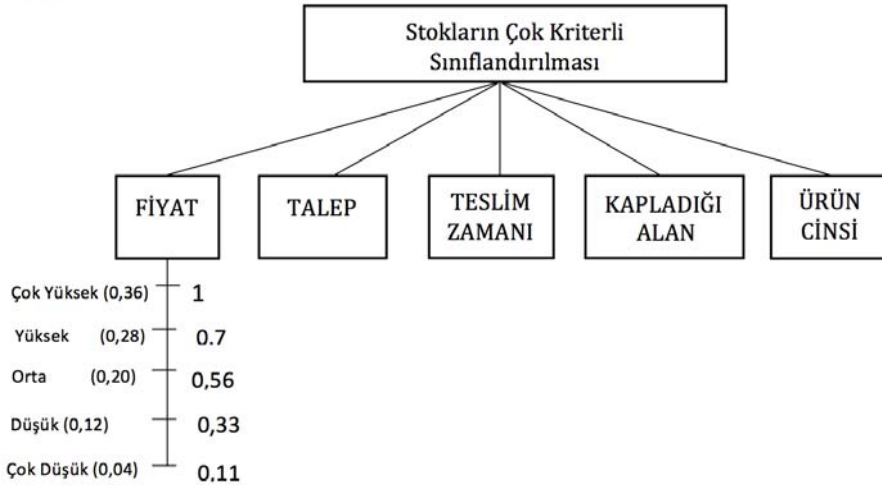 Stokların Çok Kriterli
Sınıflandırılması
FİYAT
TALEP
TESLİM
ZAMANI
KAPLADIĞI
ALAN
ÜRÜN
CİNSİ
Çok Yüksek (0,36) 1
Yüksek (0,28) 0.7
Orta (0,20) 0,56
Düşük (0,12) 0,33
Çok Düşük (0,04) 0,11